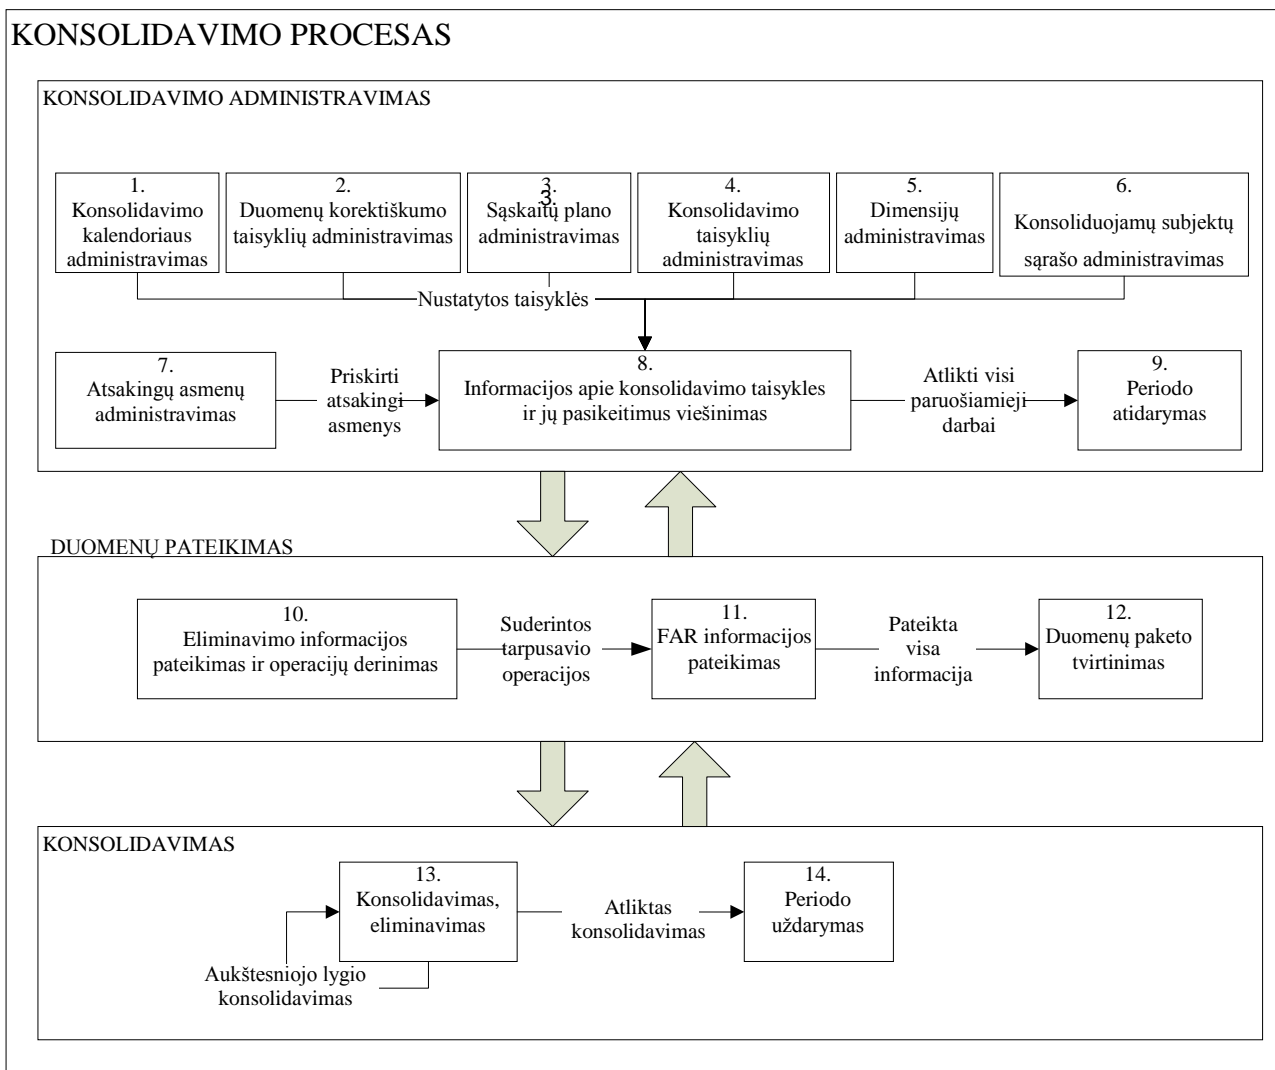 KONSOLIDAVIMO PROCESAS
KONSOLIDAVIMO ADMINISTRAVIMAS
1.
Konsolidavimo
kalendoriaus
administravimas
2.
Duomenų korektiškumo
taisyklių administravimas
3.
3.
Sąskaitų plano
administravimas
4.
Konsolidavimo
taisyklių
administravimas
5.
Dimensijų
administravimas
6.
Konsoliduojamų subjektų
sąrašo administravimas
Nustatytos taisyklės
7.
Atsakingų asmenų
administravimas
Priskirti
atsakingi
asmenys
8.
Informacijos apie konsolidavimo taisykles
ir jų pasikeitimus viešinimas
Atlikti visi
paruošiamieji
darbai
9.
Periodo
atidarymas
DUOMENŲ PATEIKIMAS
10.
Eliminavimo informacijos
pateikimas ir operacijų derinimas
Suderintos
tarpusavio
operacijos
11.
FAR informacijos
pateikimas
Pateikta
visa
informacija
12.
Duomenų paketo
tvirtinimas
KONSOLIDAVIMAS
13.
Konsolidavimas,
eliminavimas
Aukštesniojo lygio
konsolidavimas
Atliktas
konsolidavimas
14.
Periodo
uždarymas